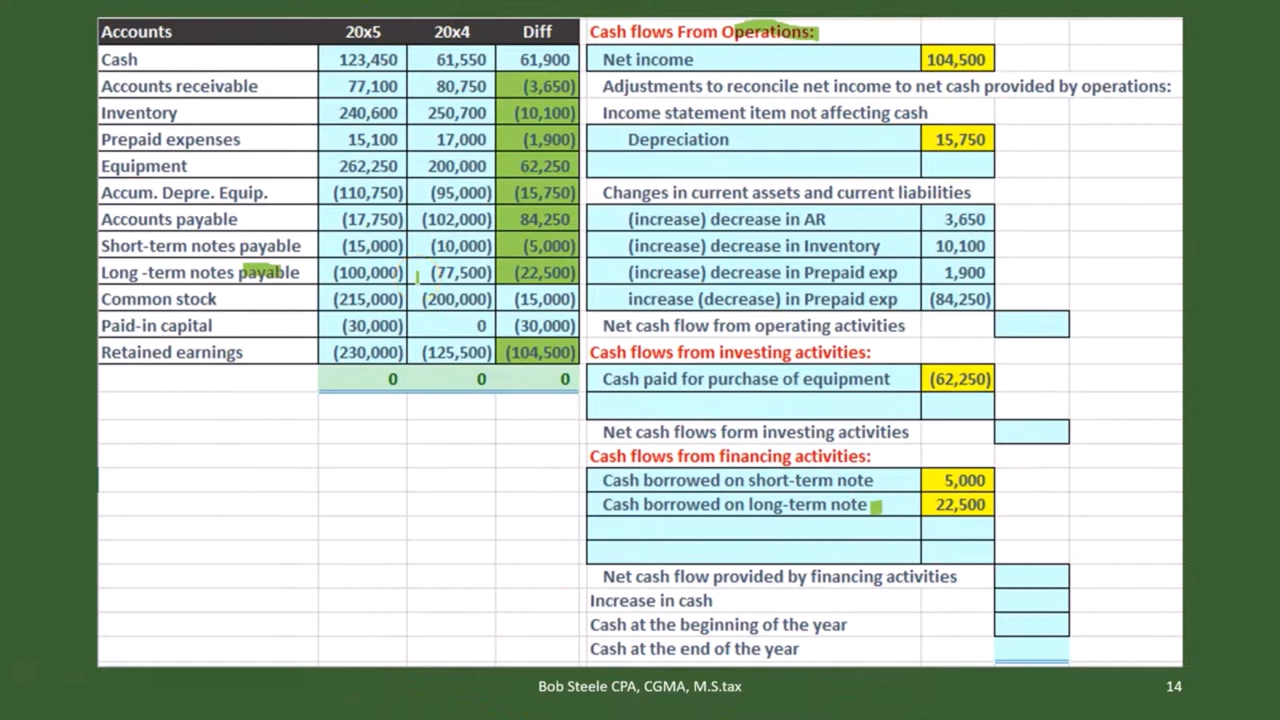 Accounts 20x5 20x4 Diff
Cash 123,450 61,550 61,900
Accounts receivable 77,100 80,750 (3,650)
Inventory 240,600 250,700 (10,100)
Prepaid expenses 15,100 17,000 (1,900)
Equipment 262,250 200,000 62,250
Accum. Depre. Equip. (110,750) (95,000) (15,750)
Accounts payable (17,750) (102,000) 84,250
Short-term notes payable (15,000) (10,000) (5,000)
Long -term notes payable (100,000) (77,500) (22,500)
Common stock (215,000) (200,000) (15,000)
Paid-in capital (30,000) 0 (30,000)
Retained earnings (230,000) (125,500) (104,500)
0 0 0
Cash flows From Operations:
Net income 104,500
Adjustments to reconcile net income to net cash provided by operations:
Income statement item not affecting cash
Depreciation 15,750
Changes in current assets and current liabilities
(increase) decrease in AR 3,650
(increase) decrease in Inventory 10,100
(increase) decrease in Prepaid exp 1,900
increase (decrease) in Prepaid exp (84,250)
Net cash flow from operating activities
Cash flows from investing activities:
Cash paid for purchase of equipment (62,250)
Net cash flows form investing activities
Cash flows from financing activities:
Cash borrowed on short-term note 5,000
Cash borrowed on long-term note 22,500
Net cash flow provided by financing activities
Increase in cash
Cash at the beginning of the year
Cash at the end of the year
Bob Steele CPA, CGMA, M.S.tax 14